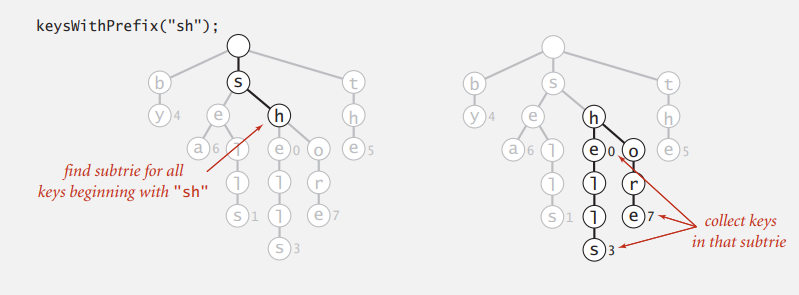 keysWithPrefix("sh");
b s t
y 4 e h h
a 6 l e 0 o e 5
l l r
s 1 l e 7
s 3
find subtrie for all
keys beginning with "sh"
b s t
y 4 e h h
a 6 l e 0 o e 5
l l r
s 1 l e 7
s 3
collect keys
in that subtrie